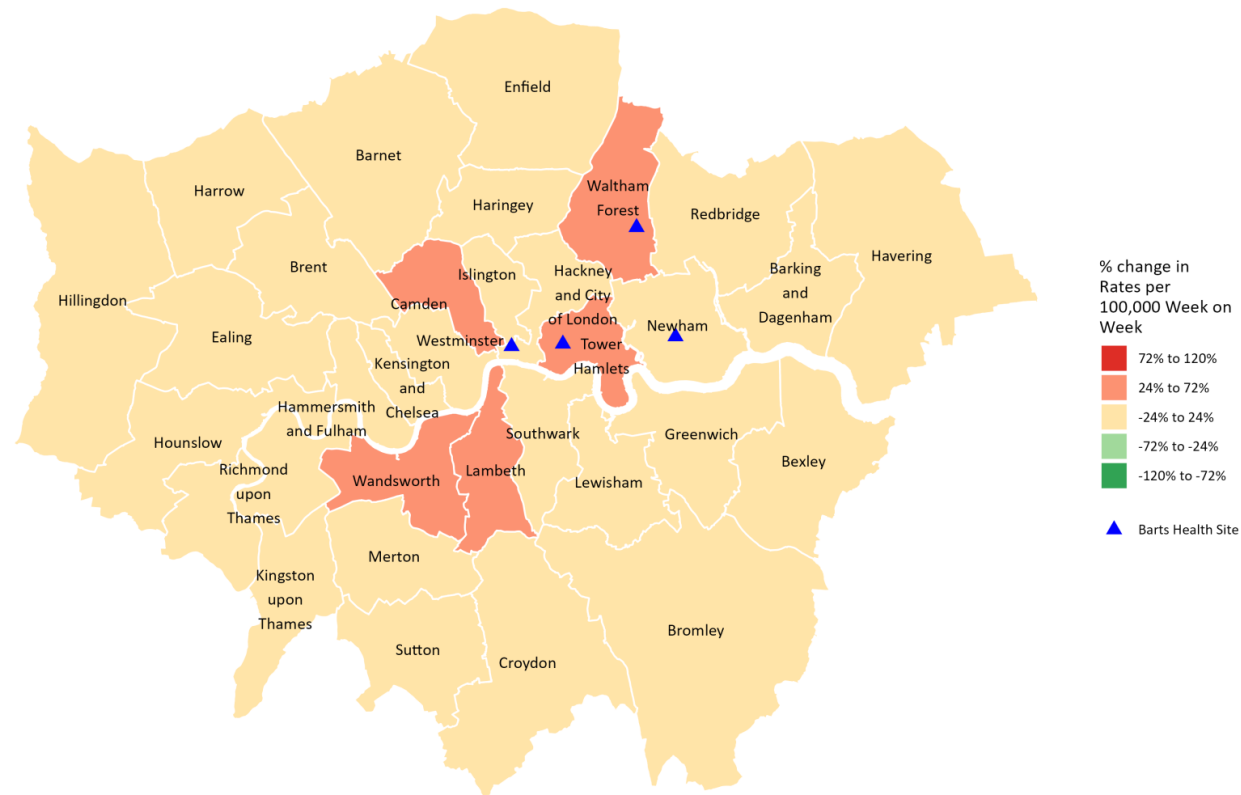 Enfield
Barnet
Harrow
Waltham
Forest
Haringey
Redbridge
Havering
Brent
Islington
Hackney
and City
of London
Barking
and
Dagenham
Hillingdon
Camden
Ealing
Westminster
Newham
Tower
Hamlets
Kensington
and
Chelsea
Hammersmith
and Fulham
Hounslow
Southwark
Greenwich
Bexley
Richmond
upon
Thames
Wandsworth
Lambeth
Lewisham
Merton
Kingston
upon
Thames
Sutton
Croydon
Bromley
% change in
Rates per
100,000 Week on
Week
72% to 120%
24% to 72%
-24% to 24%
-72% to -24%
-120% to -72%
Barts Health Site